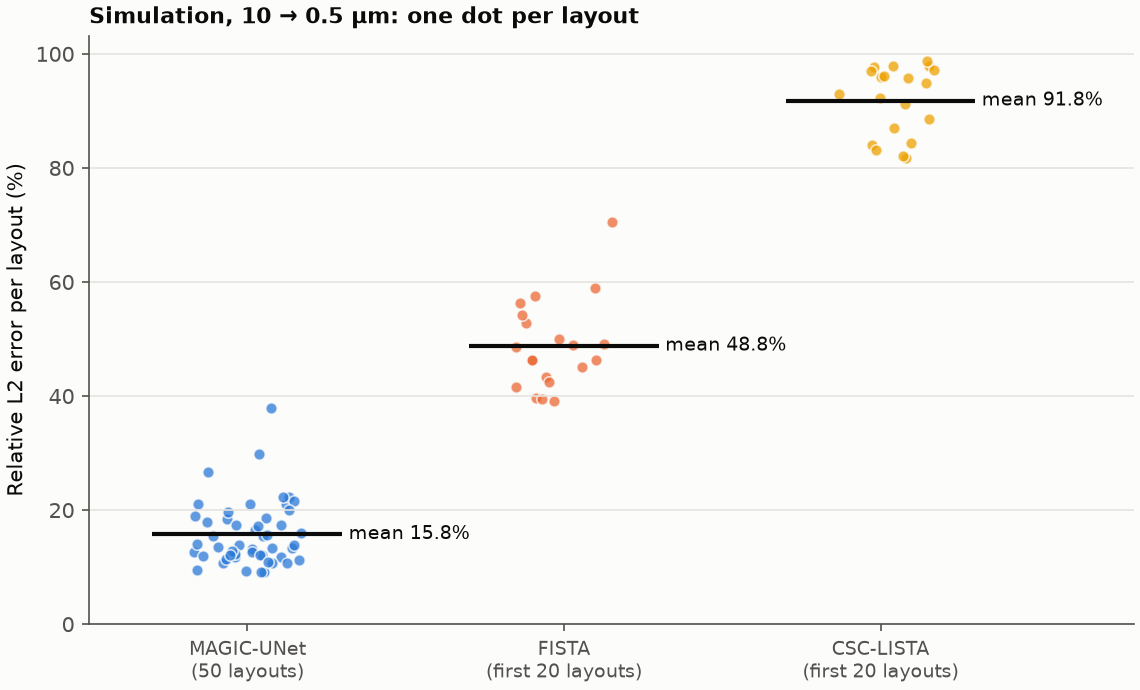 Simulation, 10 → 0.5 µm: one dot per layout
Relative L2 error per layout (%)
100
80
60
40
20
0
mean 91.8%
mean 48.8%
mean 15.8%
MAGIC-UNet
(50 layouts)
FISTA
(first 20 layouts)
CSC-LISTA
(first 20 layouts)